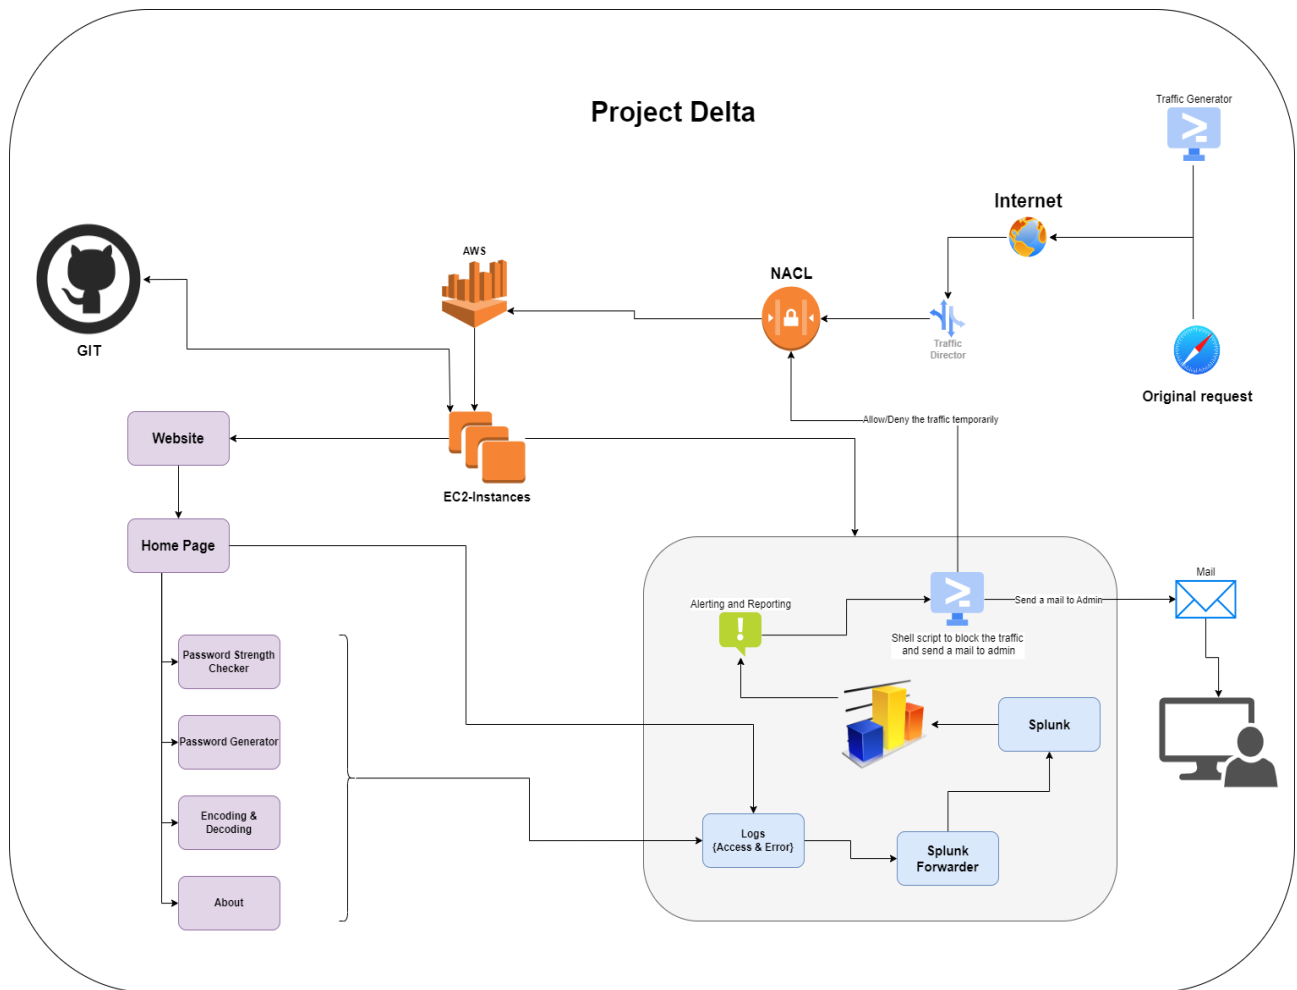 Project Delta
Traffic Generator
Internet
AWS
NACL
GIT
Traffic
Director
Original request
Allow/Deny the traffic temporarily
Website
EC2-Instances
Home Page
Mail
Alerting and Reporting
Send a mail to Admin
Shell script to block the traffic
and send a mail to admin
Password Strength
Checker
Splunk
Password Generator
Encoding &
Decoding
Logs
{Access & Error}
Splunk
Forwarder
About